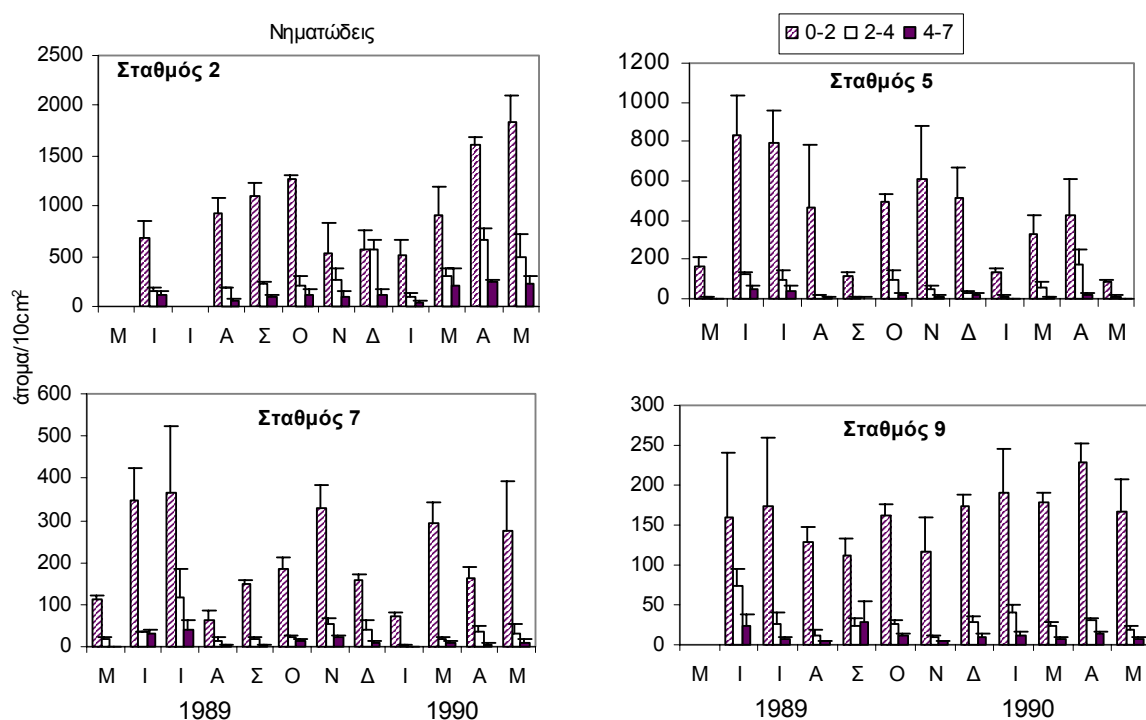 Νηματώδεις
0-2 2-4 4-7
άτομα/10cm²
Σταθμός 2
2500
2000
1500
1000
500
0
Μ Ι Ι Α Σ Ο Ν Δ Ι Μ Α Μ
Σταθμός 5
1200
1000
800
600
400
200
0
Μ Ι Ι Α Σ Ο Ν Δ Ι Μ Α Μ
Σταθμός 7
600
500
400
300
200
100
0
Μ Ι Ι Α Σ Ο Ν Δ Ι Μ Α Μ
1989 1990
Σταθμός 9
300
250
200
150
100
50
0
Μ Ι Ι Α Σ Ο Ν Δ Ι Μ Α Μ
1989 1990